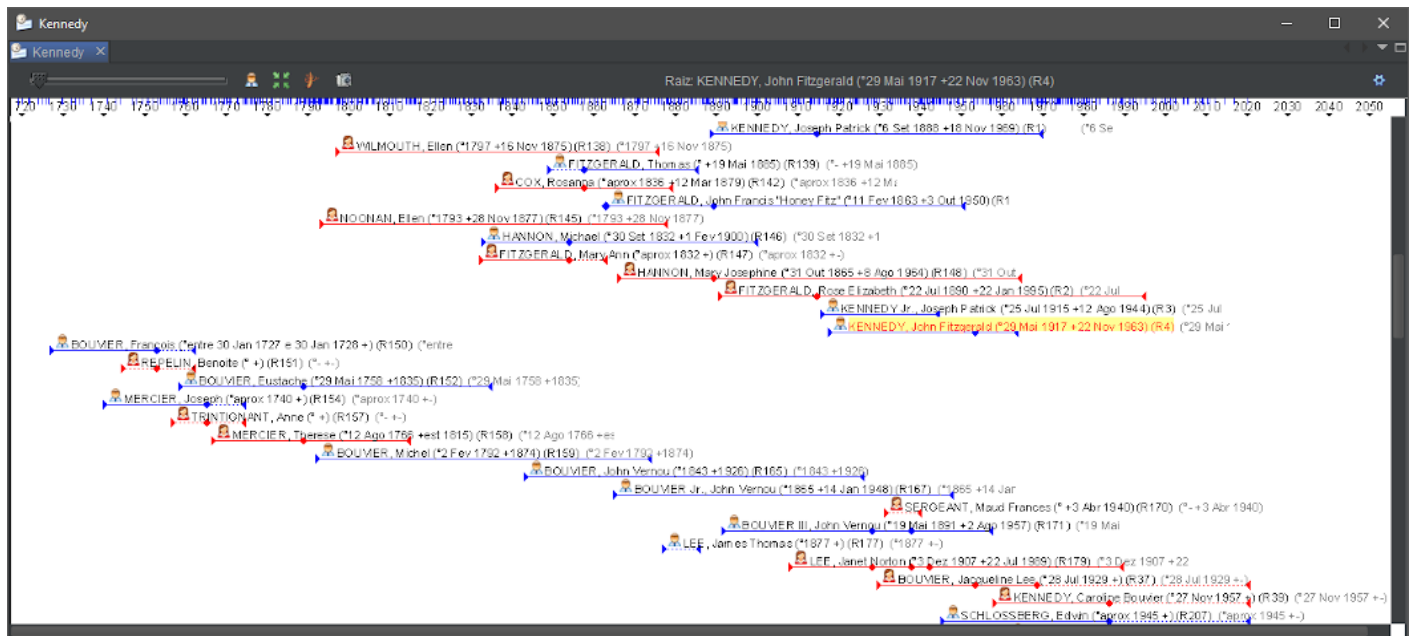 Kennedy
Kennedy
Raiz: KENNEDY, John Fitzgerald (*29 Mai 1917 +22 Nov 1963) (R4)
720 1730 1740 1750 1760 1770 1780 1790 1800 1810 1820 1830 1840 1850 1860 1870 1880 1890 1900 1910 1920 1930 1940 1950 1960 1970 1980 1990 2000 2010 2020 2030 2040 2050
KENNEDY, Joseph Patrick (*6 Set 1888 +18 Nov 1969) (R1) (*6 Se
WILMOUTH, Ellen (*1797 +16 Nov 1875) (R138) (*1797 +16 Nov 1875)
FITZGERALD, Thomas (* +19 Mai 1885) (R139) (*- +19 Mai 1885)
COX, Rosanna (*aprox 1836 +12 Mar 1879) (R142) (*aprox 1836 +12 Ma
FITZGERALD, John Francis "Honey Fitz" (*11 Fev 1863 +3 Out 1950) (R1
NOONAN, Ellen (*1793 +28 Nov 1877) (R145) (*1793 +28 Nov 1877)
HANNON, Michael (*30 Set 1832 +1 Fev 1900) (R146) (*30 Set 1832 +1
FITZGERALD, Mary Ann (*aprox 1832 +) (R147) (*aprox 1832 +-)
HANNON, Mary Josephine (*31 Out 1865 +8 Ago 1964) (R148) (*31 Out
FITZGERALD, Rose Elizabeth (*22 Jul 1890 +22 Jan 1995) (R2) (*22 Jul
KENNEDY Jr., Joseph Patrick (*25 Jul 1915 +12 Ago 1944) (R3) (*25 Jul
KENNEDY, John Fitzgerald (*29 Mai 1917 +22 Nov 1963) (R4) (*29 Mai
BOUVIER, François (*entre 30 Jan 1727 e 30 Jan 1728 +) (R150) (*entre
REPELIN, Benoite (* +) (R151) (*- +-)
BOUVIER, Eustache (*29 Mai 1758 +1835) (R152) (*29 Mai 1758 +1835)
MERCIER, Joseph (*aprox 1740 +) (R154) (*aprox 1740 +-)
TRINTIGNANT, Anne (* +) (R157) (*- +-)
MERCIER, Therese (*12 Ago 1766 +est 1815) (R158) (*12 Ago 1766 +es
BOUVIER, Michel (*2 Fev 1792 +1874) (R159) (*2 Fev 1792 +1874)
BOUVIER, John Vernou (*1843 +1926) (R165) (*1843 +1926)
BOUVIER Jr., John Vernou (*1865 +14 Jan 1948) (R167) (*1865 +14 Jan
SERGEANT, Maud Frances (* +3 Abr 1940) (R170) (*- +3 Abr 1940)
BOUVIER III, John Vernou (*19 Mai 1891 +2 Ago 1957) (R171) (*19 Mai
LEE, James Thomas (*1877 +) (R177) (*1877 +-)
LEE, Janet Norton (*3 Dez 1907 +22 Jul 1989) (R179) (*3 Dez 1907 +22
BOUVIER, Jacqueline Lee (*28 Jul 1929 +) (R37) (*28 Jul 1929 +-)
KENNEDY, Caroline Bouvier (*27 Nov 1957 +) (R39) (*27 Nov 1957 +-)
SCHLOSSBERG, Edwin (*aprox 1945 +) (R207) (*aprox 1945 +-)